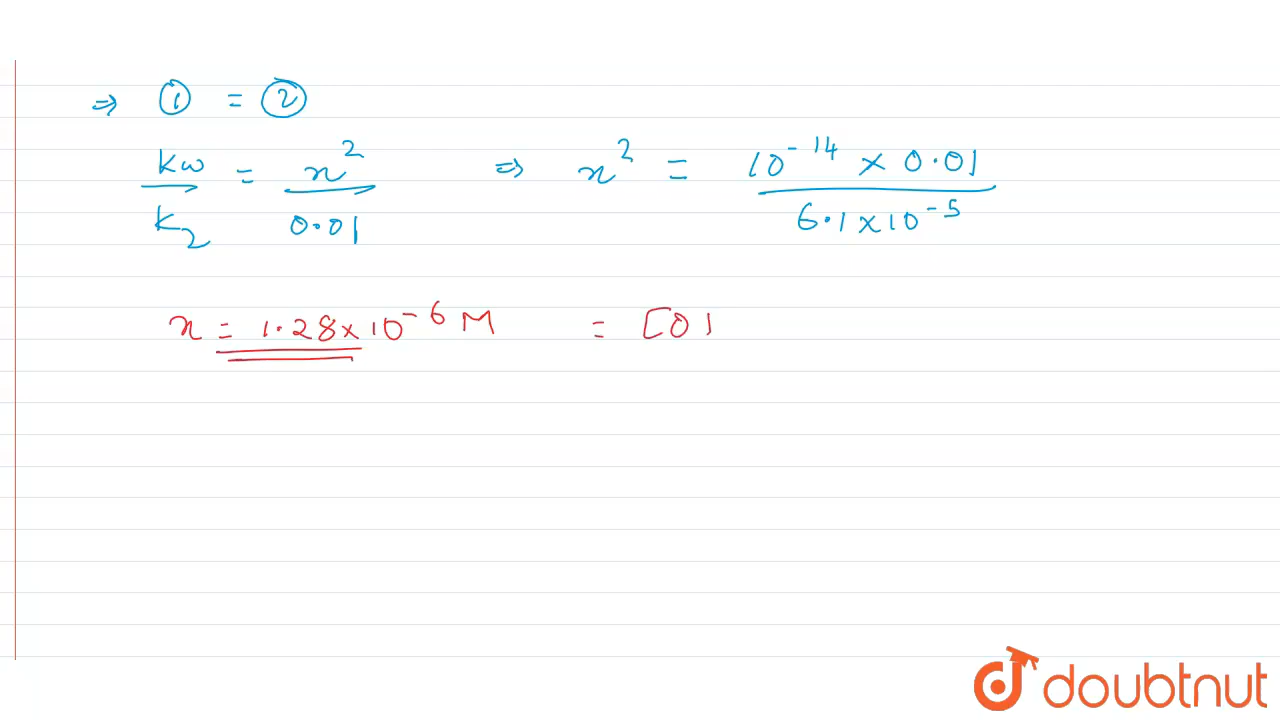 ⇒ ① = ②
Kw/K2 = x²/0.01 ⇒ x² = 10⁻¹⁴ × 0.01/6.1×10⁻⁵
x = 1.28×10⁻⁶ M = [O
doubtnut